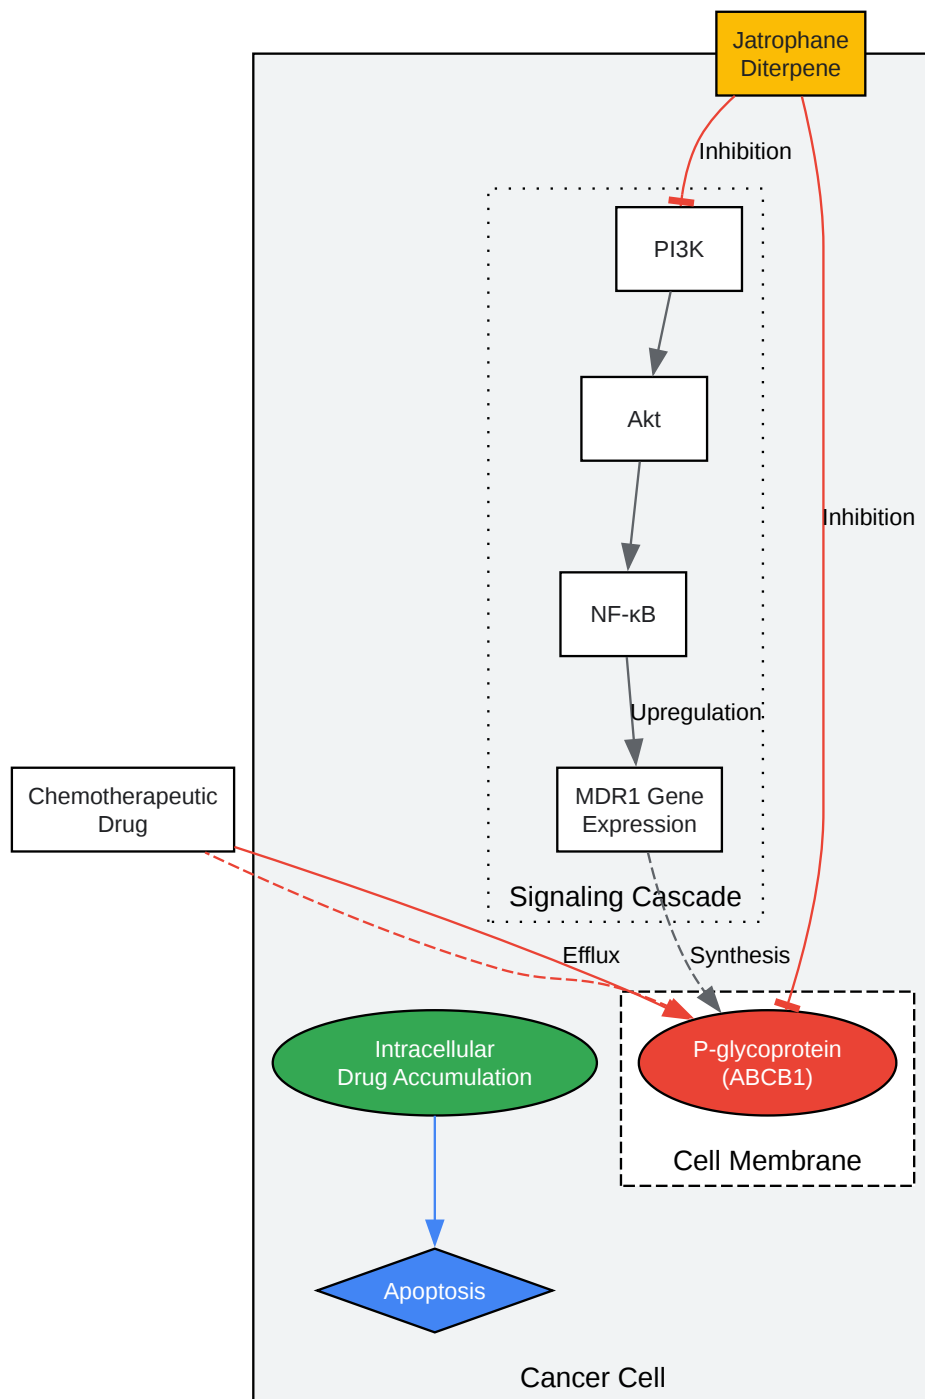 Jatrophane
Diterpene
Inhibition
PI3K
Akt
Inhibition
NF-κB
Upregulation
Chemotherapeutic
Drug
MDR1 Gene
Expression
Signaling Cascade
Efflux
Synthesis
Intracellular
Drug Accumulation
P-glycoprotein
(ABCB1)
Cell Membrane
Apoptosis
Cancer Cell